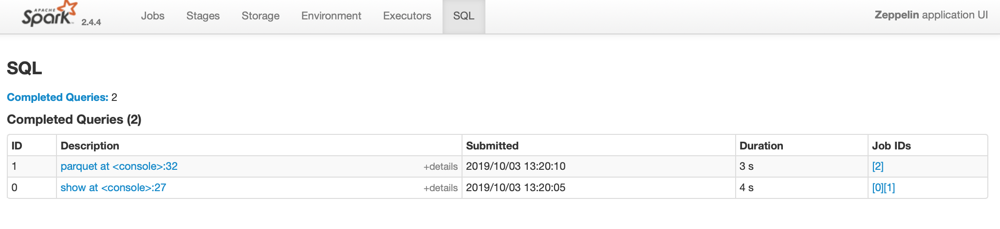 APACHE
Spark 2.4.4 Jobs Stages Storage Environment Executors SQL Zeppelin application UI
SQL
Completed Queries: 2
Completed Queries (2)
ID Description Submitted Duration Job IDs
1 parquet at <console>:32 +details 2019/10/03 13:20:10 3 s [2]
0 show at <console>:27 +details 2019/10/03 13:20:05 4 s [0][1]